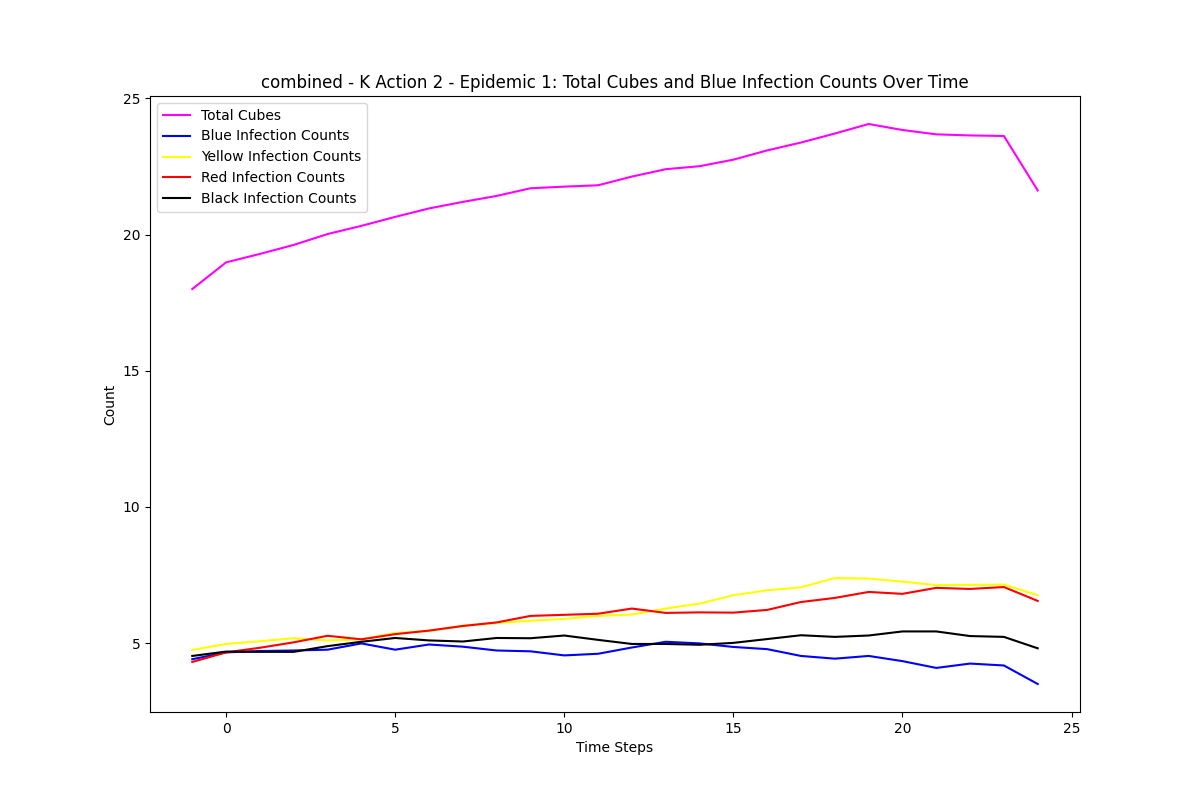 combined - K Action 2 - Epidemic 1: Total Cubes and Blue Infection Counts Over Time
25
Total Cubes
Blue Infection Counts
Yellow Infection Counts
Red Infection Counts
Black Infection Counts
20
15
Count
10
5
0 5 10 15 20 25
Time Steps